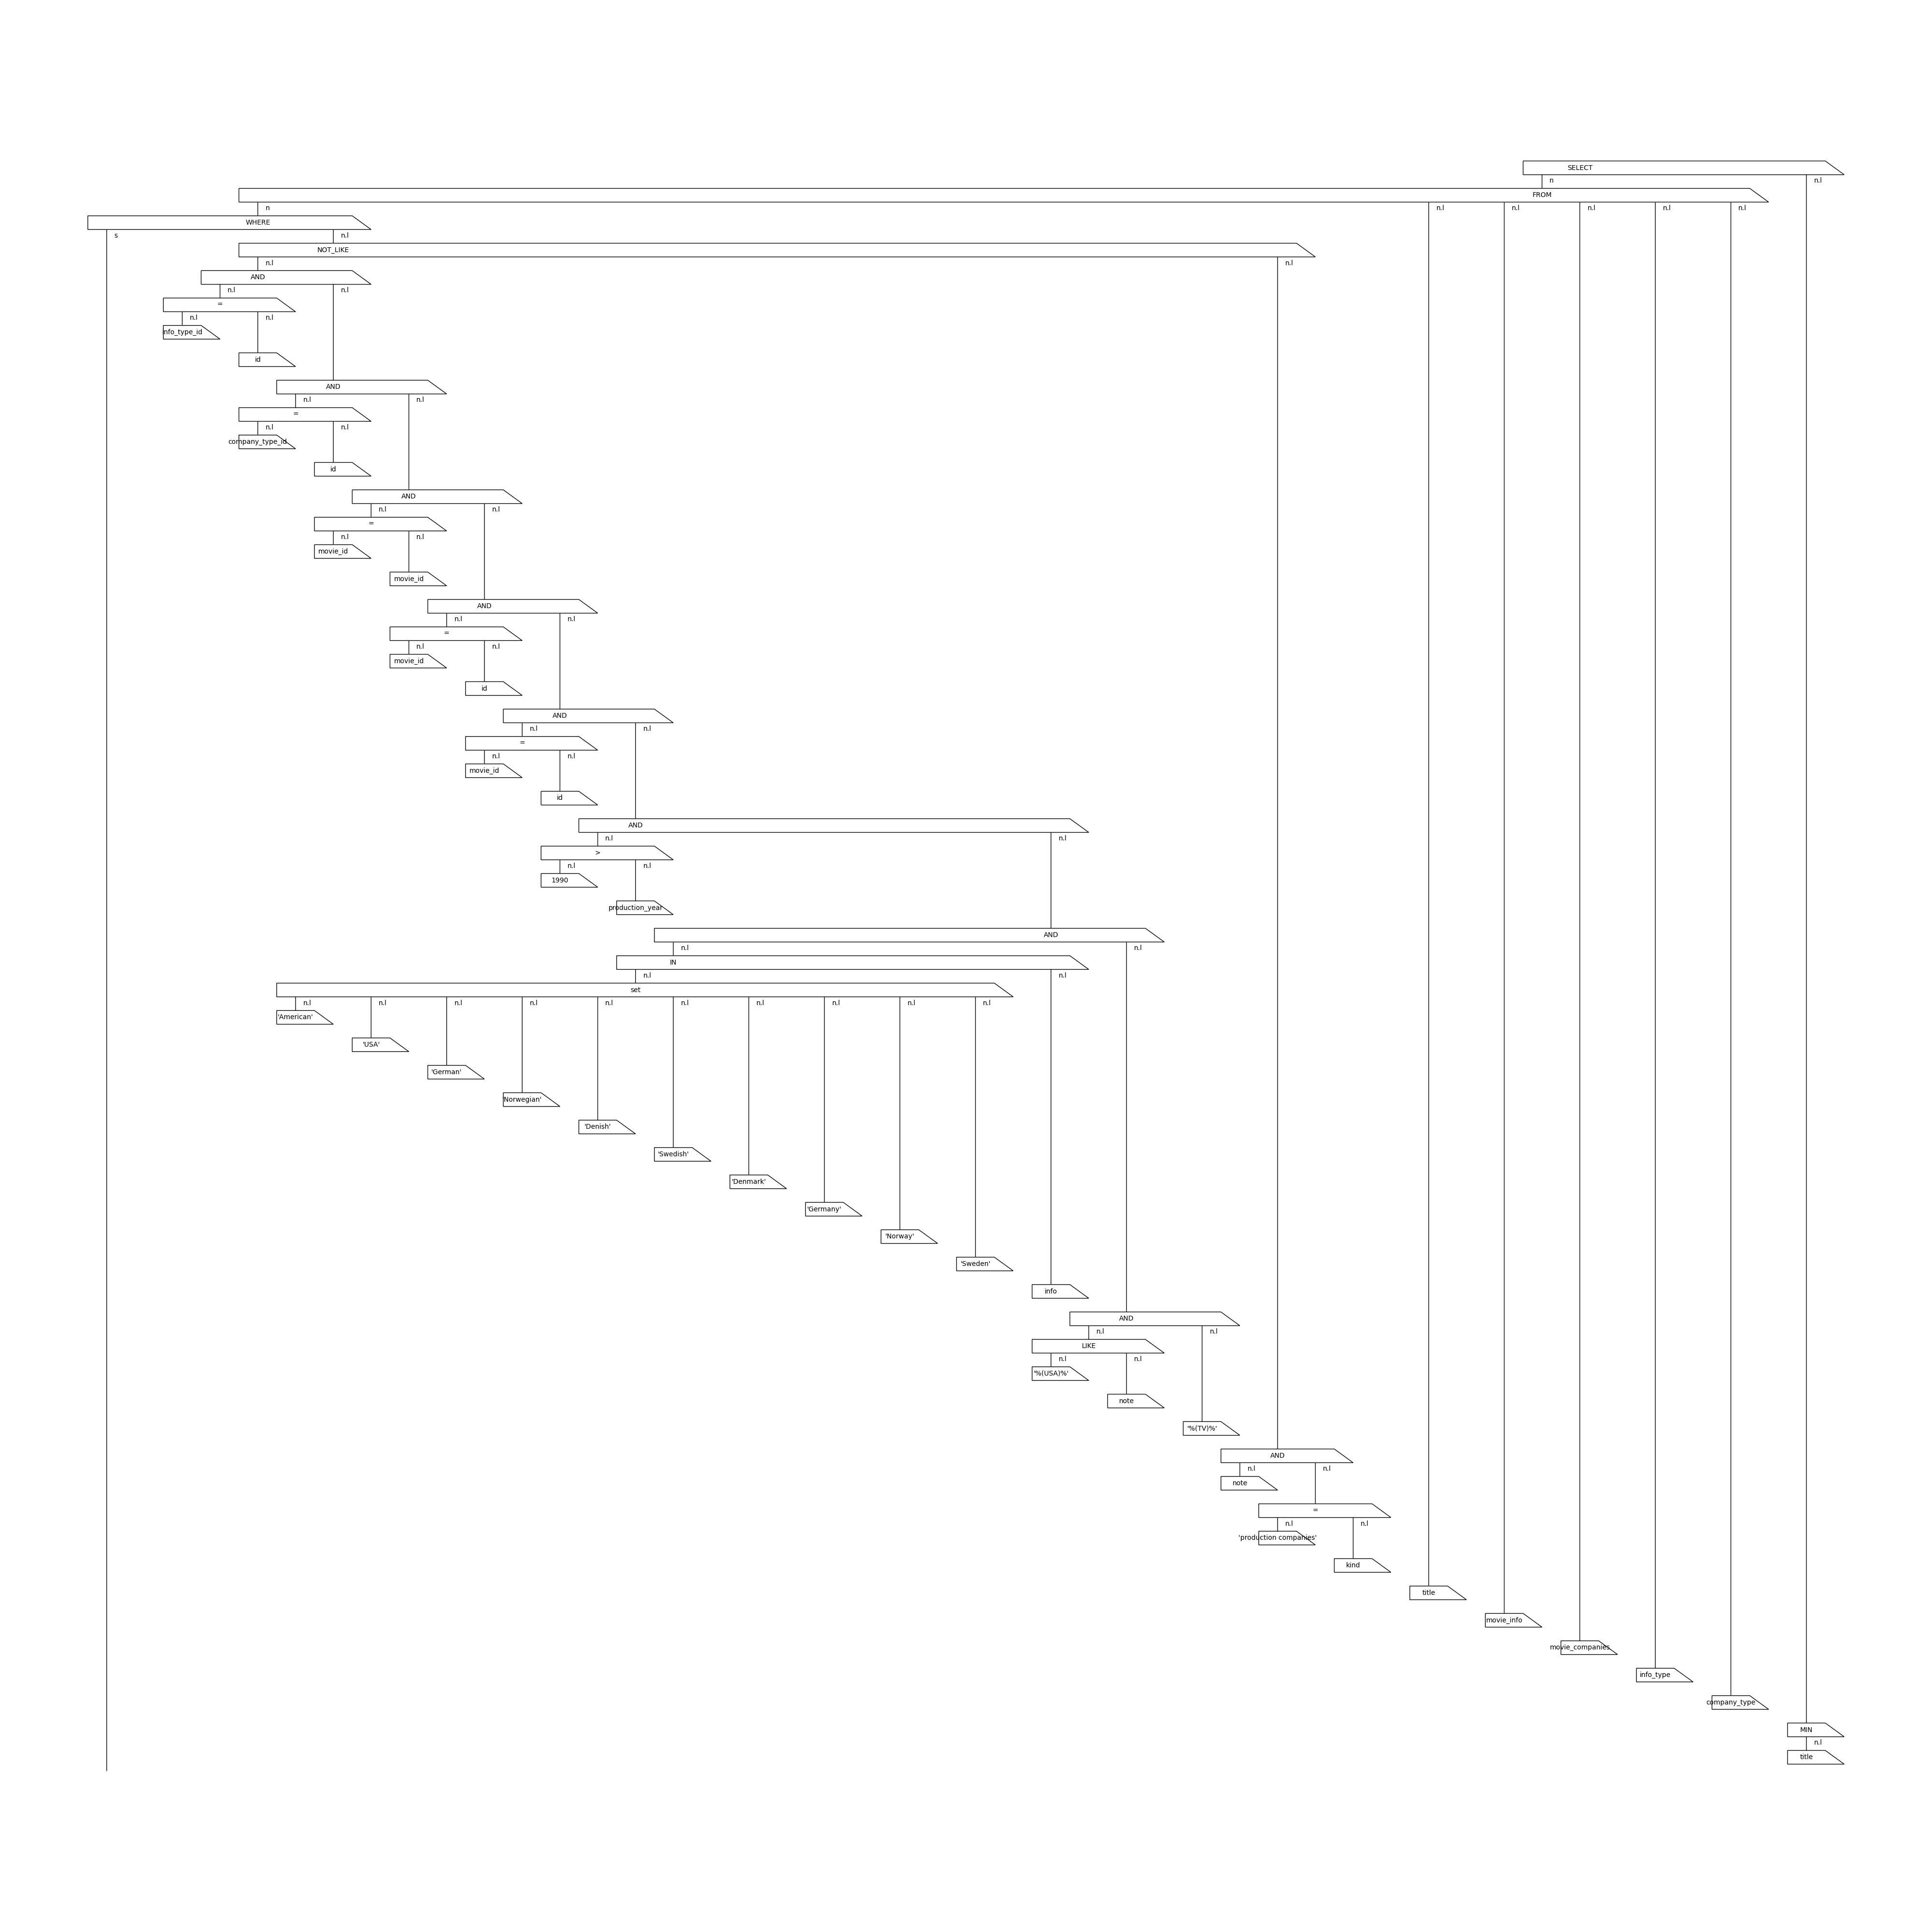 SELECT
n n.l
FROM
n n.l n.l n.l n.l n.l
WHERE
s n.l
NOT_LIKE
n.l n.l
AND
n.l n.l
=
n.l n.l
info_type_id
id
AND
n.l n.l
=
n.l n.l
company_type_id
id
AND
n.l n.l
=
n.l n.l
movie_id
movie_id
AND
n.l n.l
=
n.l n.l
movie_id
id
AND
n.l n.l
=
n.l n.l
movie_id
id
AND
n.l n.l
>
n.l n.l
1990
production_year
AND
n.l n.l
IN
n.l n.l
set
n.l n.l n.l n.l n.l n.l n.l n.l n.l n.l
'American'
'USA'
'German'
'Norwegian'
'Denish'
'Swedish'
'Denmark'
'Germany'
'Norway'
'Sweden'
info
AND
n.l n.l
LIKE
n.l n.l
'%(USA)%'
note
'%(TV)%'
AND
n.l n.l
note
=
n.l n.l
'production companies'
kind
title
movie_info
movie_companies
info_type
company_type
MIN
n.l
title